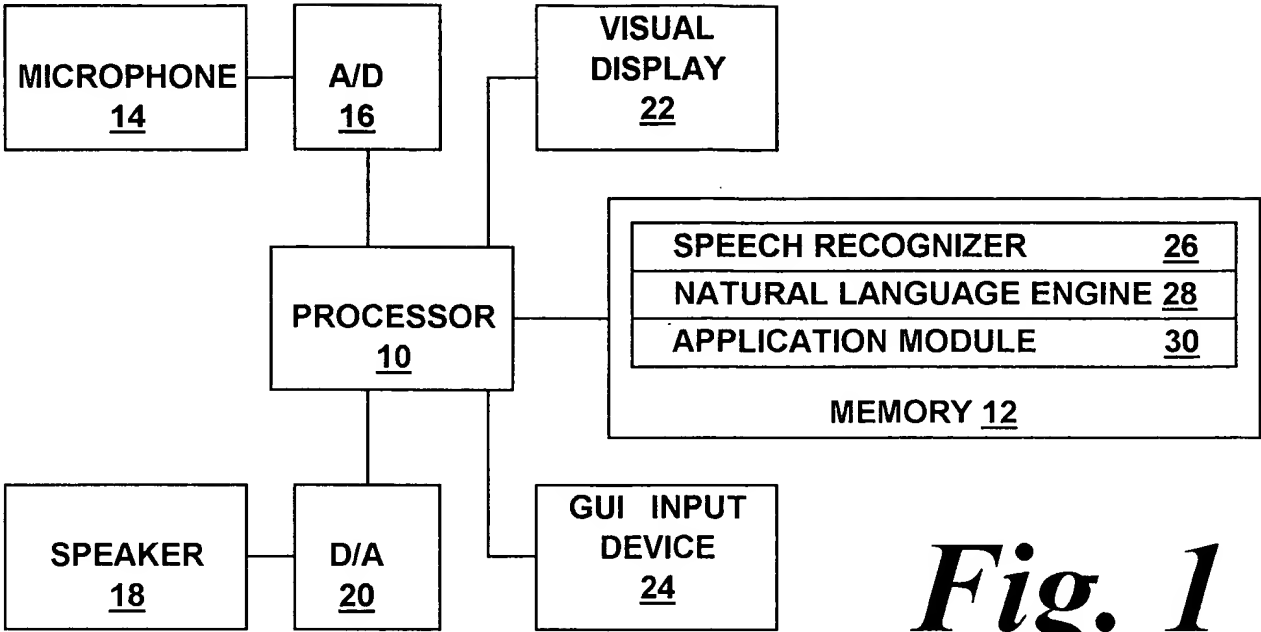 MICROPHONE
14
A/D
16
VISUAL
DISPLAY
22
PROCESSOR
10
SPEECH RECOGNIZER 26
NATURAL LANGUAGE ENGINE 28
APPLICATION MODULE 30
MEMORY 12
SPEAKER
18
D/A
20
GUI INPUT
DEVICE
24
Fig. 1